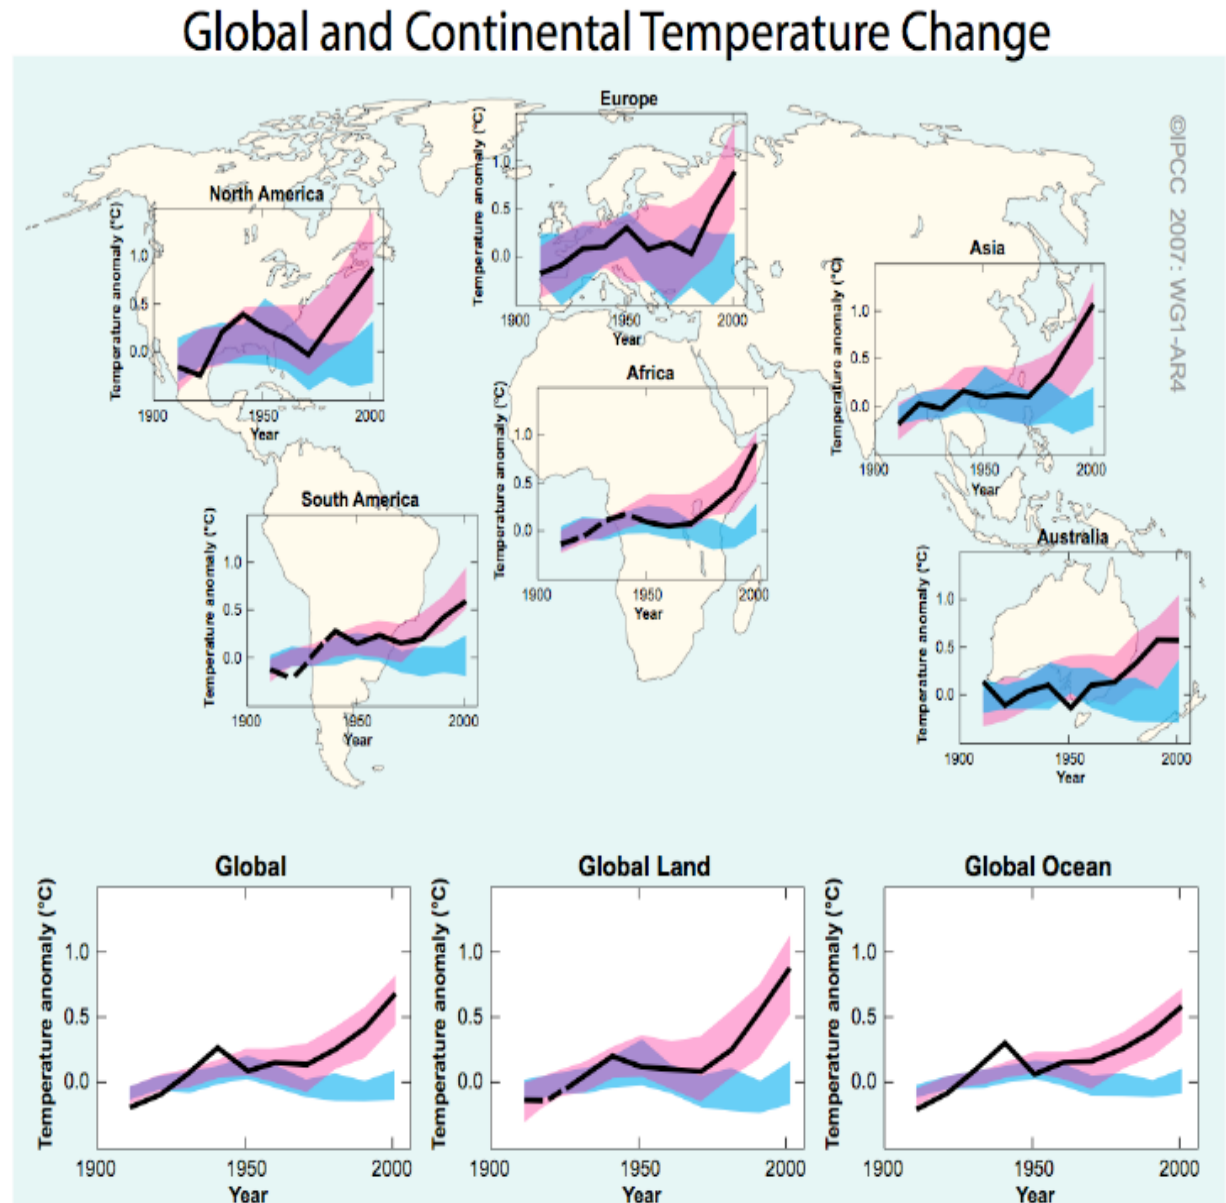 Global and Continental Temperature Change
©IPCC 2007: WG1-AR4
Europe
Temperature anomaly (°C)
1.0
0.5
0.0
1900
1950
2000
Year
North America
Temperature anomaly (°C)
1.0
0.5
0.0
1900
1950
2000
Year
Asia
Temperature anomaly (°C)
1.0
0.5
0.0
1900
1950
2000
Year
Africa
Temperature anomaly (°C)
1.0
0.5
0.0
1900
1950
2000
Year
South America
Temperature anomaly (°C)
1.0
0.5
0.0
1900
1950
2000
Year
Australia
Temperature anomaly (°C)
1.0
0.5
0.0
1900
1950
2000
Year
Global
Temperature anomaly (°C)
1.0
0.5
0.0
1900
1950
2000
Year
Global Land
Temperature anomaly (°C)
1.0
0.5
0.0
1900
1950
2000
Year
Global Ocean
Temperature anomaly (°C)
1.0
0.5
0.0
1900
1950
2000
Year